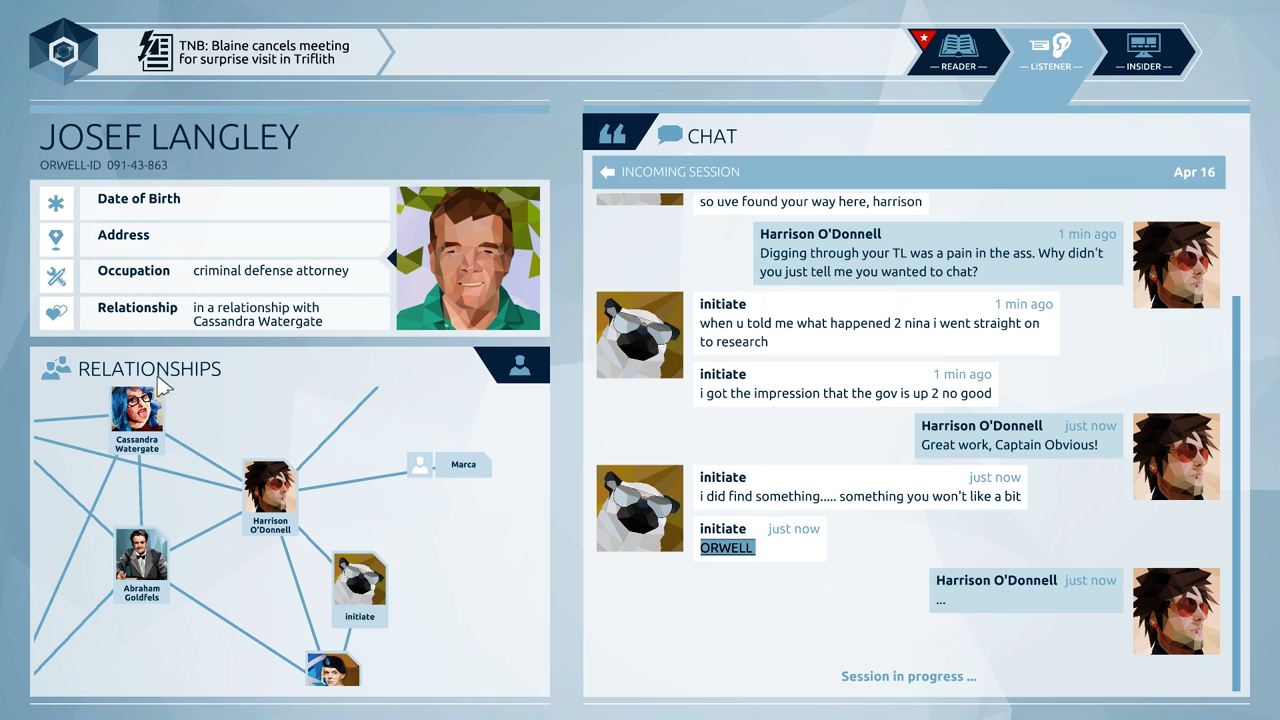 TNB: Blaine cancels meeting
for surprise visit in Triflith
— READER —
— LISTENER —
— INSIDER —
JOSEF LANGLEY
ORWELL-ID 091-43-863
Date of Birth
Address
Occupation criminal defense attorney
Relationship in a relationship with
Cassandra Watergate
RELATIONSHIPS
Cassandra
Watergate
Marca
Harrison
O'Donnell
Abraham
Goldfels
initiate
CHAT
INCOMING SESSION Apr 16
so uve found your way here, harrison
Harrison O'Donnell 1 min ago
Digging through your TL was a pain in the ass. Why didn't
you just tell me you wanted to chat?
initiate 1 min ago
when u told me what happened 2 nina i went straight on
to research
initiate 1 min ago
i got the impression that the gov is up 2 no good
Harrison O'Donnell just now
Great work, Captain Obvious!
initiate just now
i did find something..... something you won't like a bit
initiate just now
ORWELL
Harrison O'Donnell just now
...
Session in progress ...